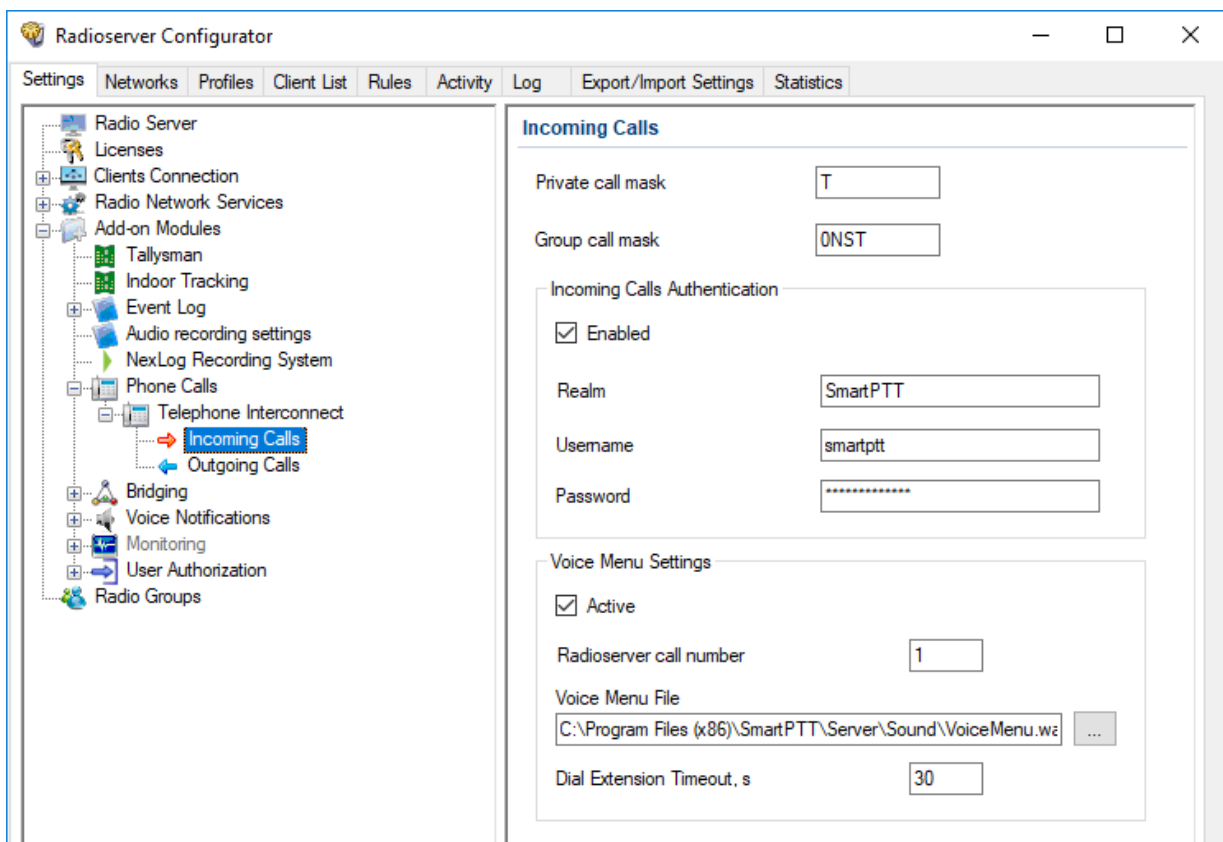 Radioserver Configurator
Settings Networks Profiles Client List Rules Activity Log Export/Import Settings Statistics
Radio Server
Licenses
Clients Connection
Radio Network Services
Add-on Modules
Tallysman
Indoor Tracking
Event Log
Audio recording settings
NexLog Recording System
Phone Calls
Telephone Interconnect
Incoming Calls
Outgoing Calls
Bridging
Voice Notifications
Monitoring
User Authorization
Radio Groups
Incoming Calls
Private call mask T
Group call mask 0NST
Incoming Calls Authentication
Enabled
Realm SmartPTT
Username smartptt
Password *************
Voice Menu Settings
Active
Radioserver call number 1
Voice Menu File
C:\Program Files (x86)\SmartPTT\Server\Sound\VoiceMenu.wa ...
Dial Extension Timeout, s 30